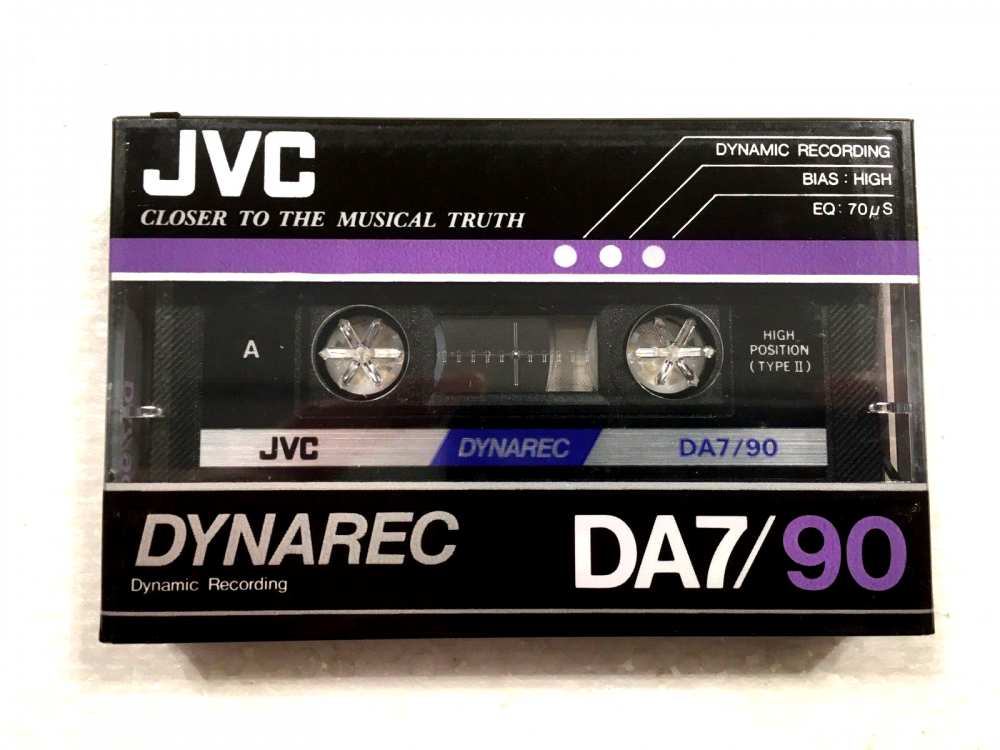 JVC
CLOSER TO THE MUSICAL TRUTH
DYNAMIC RECORDING
BIAS : HIGH
EQ : 70μS
A
HIGH
POSITION
(TYPE II)
JVC DYNAREC DA7/90
DYNAREC
Dynamic Recording
DA7/90